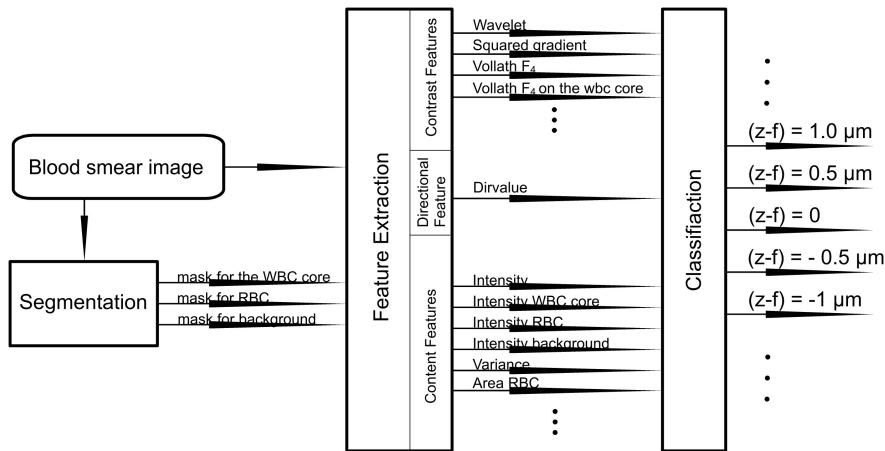 Blood smear image
Segmentation
mask for the WBC core
mask for RBC
mask for background
Feature Extraction
Contrast Features
Directional
Feature
Content Features
Wavelet
Squared gradient
Vollath F₄
Vollath F₄ on the wbc core
Dirvalue
Intensity
Intensity WBC core
Intensity RBC
Intensity background
Variance
Area RBC
Classifiaction
(z-f) = 1.0 µm
(z-f) = 0.5 µm
(z-f) = 0
(z-f) = - 0.5 µm
(z-f) = -1 µm